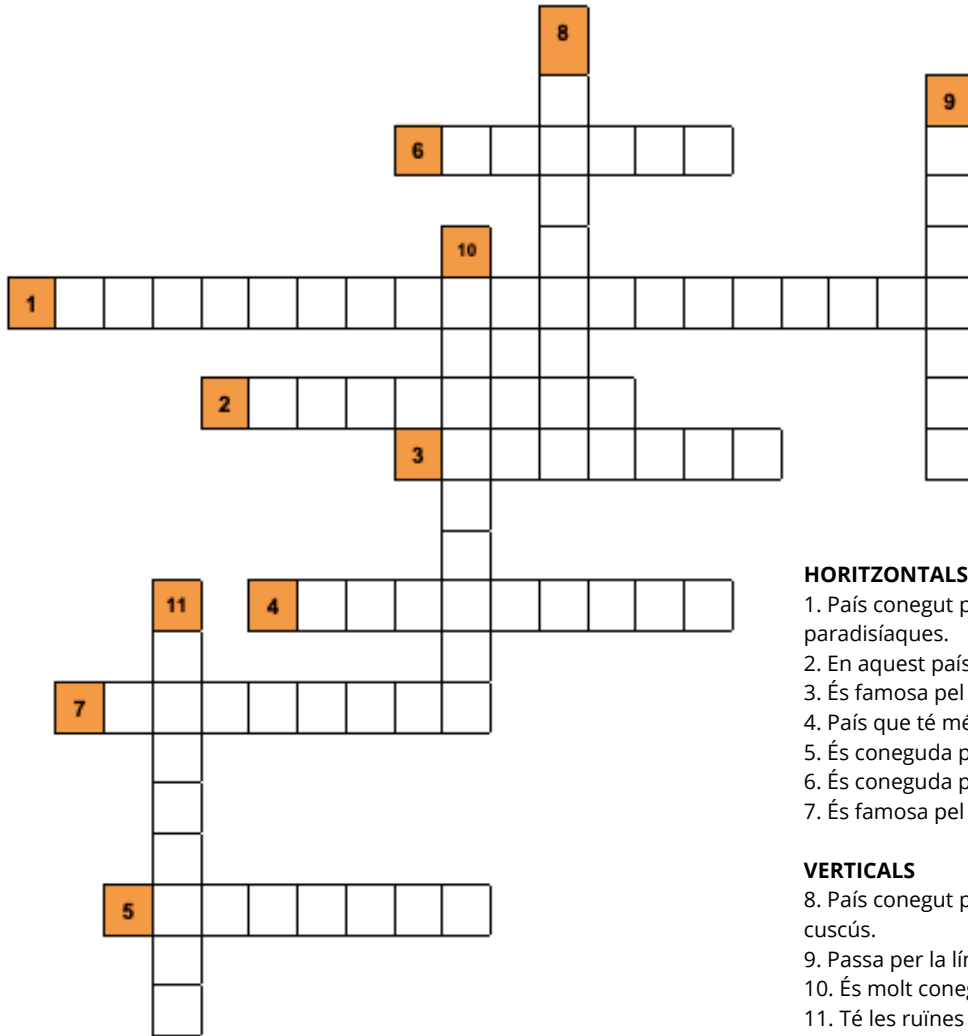 8
9
6
10
1
2
3
11
4
7
5
HORITZONTALS
1. País conegut p
paradisíaques.
2. En aquest país
3. És famosa pel
4. País que té mé
5. És coneguda p
6. És coneguda p
7. És famosa pel
VERTICALS
8. País conegut p
cuscús.
9. Passa per la lí
10. És molt coneg
11. Té les ruïnes